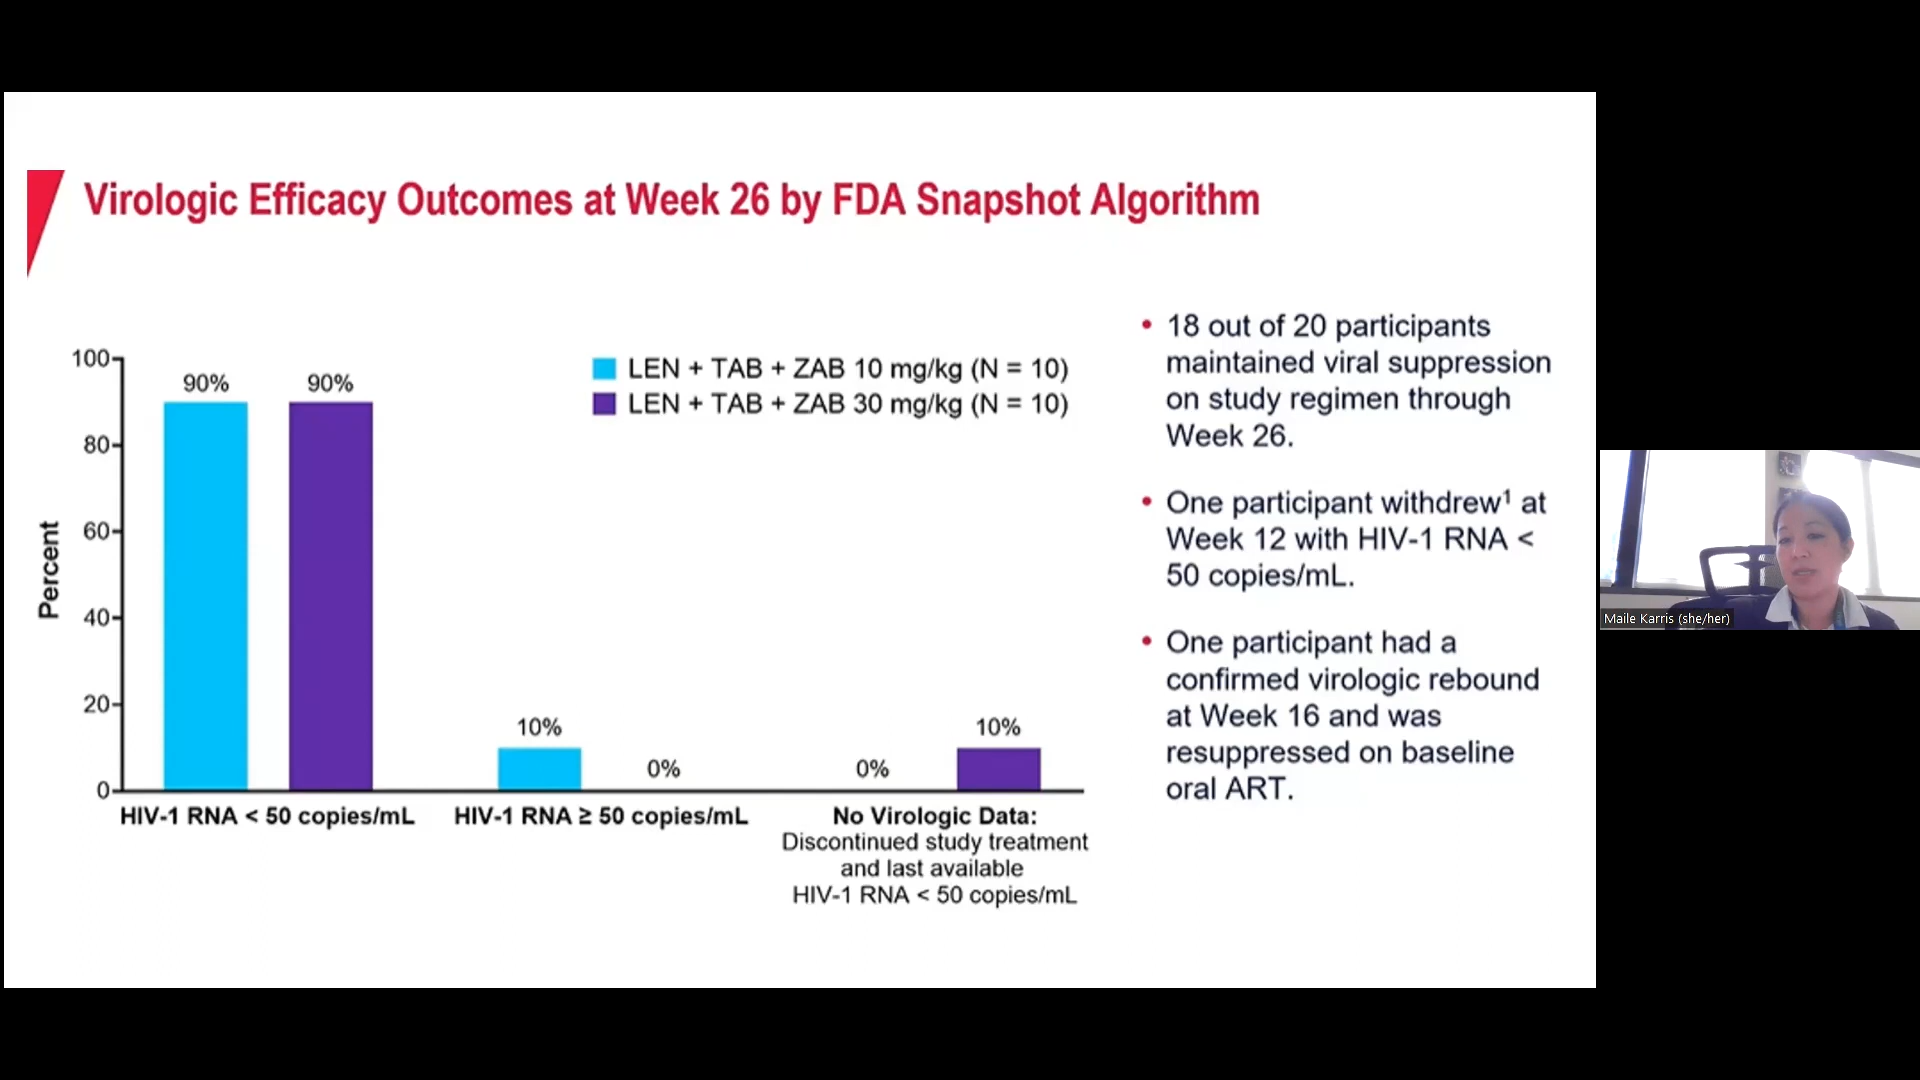 Virologic Efficacy Outcomes at Week 26 by FDA Snapshot Algorithm
Percent
100
80
60
40
20
0
90%
90%
10%
0%
0%
10%
LEN + TAB + ZAB 10 mg/kg (N = 10)
LEN + TAB + ZAB 30 mg/kg (N = 10)
HIV-1 RNA < 50 copies/mL
HIV-1 RNA ≥ 50 copies/mL
No Virologic Data:
Discontinued study treatment
and last available
HIV-1 RNA < 50 copies/mL
• 18 out of 20 participants
maintained viral suppression
on study regimen through
Week 26.
• One participant withdrew¹ at
Week 12 with HIV-1 RNA <
50 copies/mL.
• One participant had a
confirmed virologic rebound
at Week 16 and was
resuppressed on baseline
oral ART.
Maile Karris (she/her)